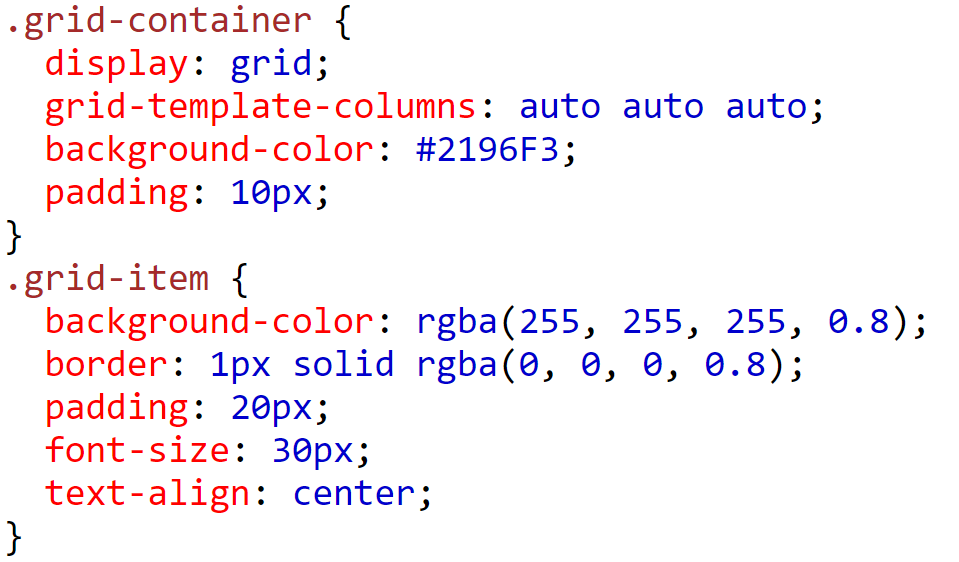 .grid-container {
  display: grid;
  grid-template-columns: auto auto auto;
  background-color: #2196F3;
  padding: 10px;
}
.grid-item {
  background-color: rgba(255, 255, 255, 0.8);
  border: 1px solid rgba(0, 0, 0, 0.8);
  padding: 20px;
  font-size: 30px;
  text-align: center;
}